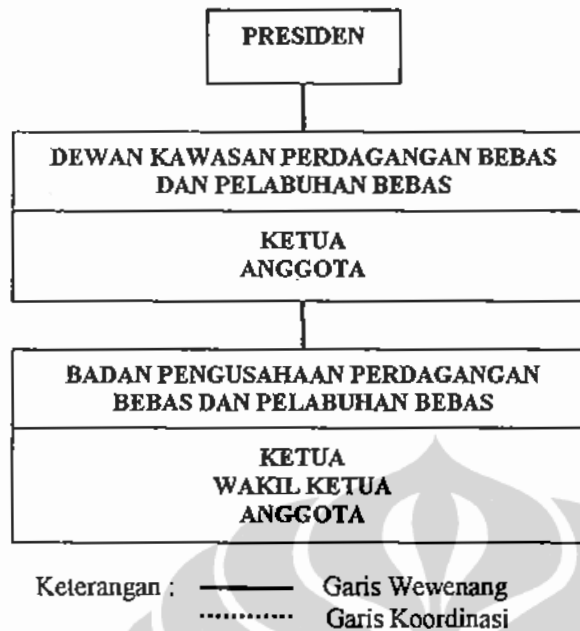 PRESIDEN
DEWAN KAWASAN PERDAGANGAN BEBAS
DAN PELABUHAN BEBAS
KETUA
ANGGOTA
BADAN PENGUSAHAAN PERDAGANGAN
BEBAS DAN PELABUHAN BEBAS
KETUA
WAKIL KETUA
ANGGOTA
Keterangan : Garis Wewenang
Garis Koordinasi